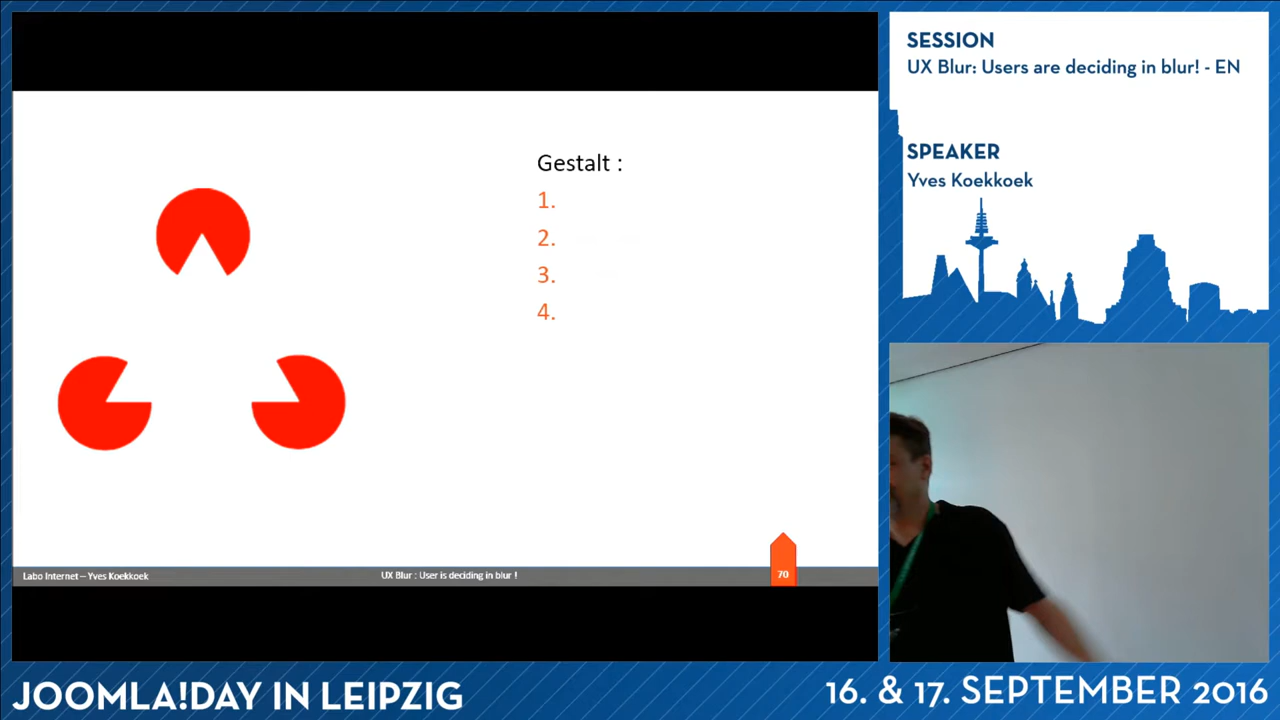 Gestalt :
1.
2.
3.
4.
Labo Internet – Yves Koekkoek
UX Blur : User is deciding in blur !
70
SESSION
UX Blur: Users are deciding in blur! - EN
SPEAKER
Yves Koekkoek
JOOMLA!DAY IN LEIPZIG
16. & 17. SEPTEMBER 2016